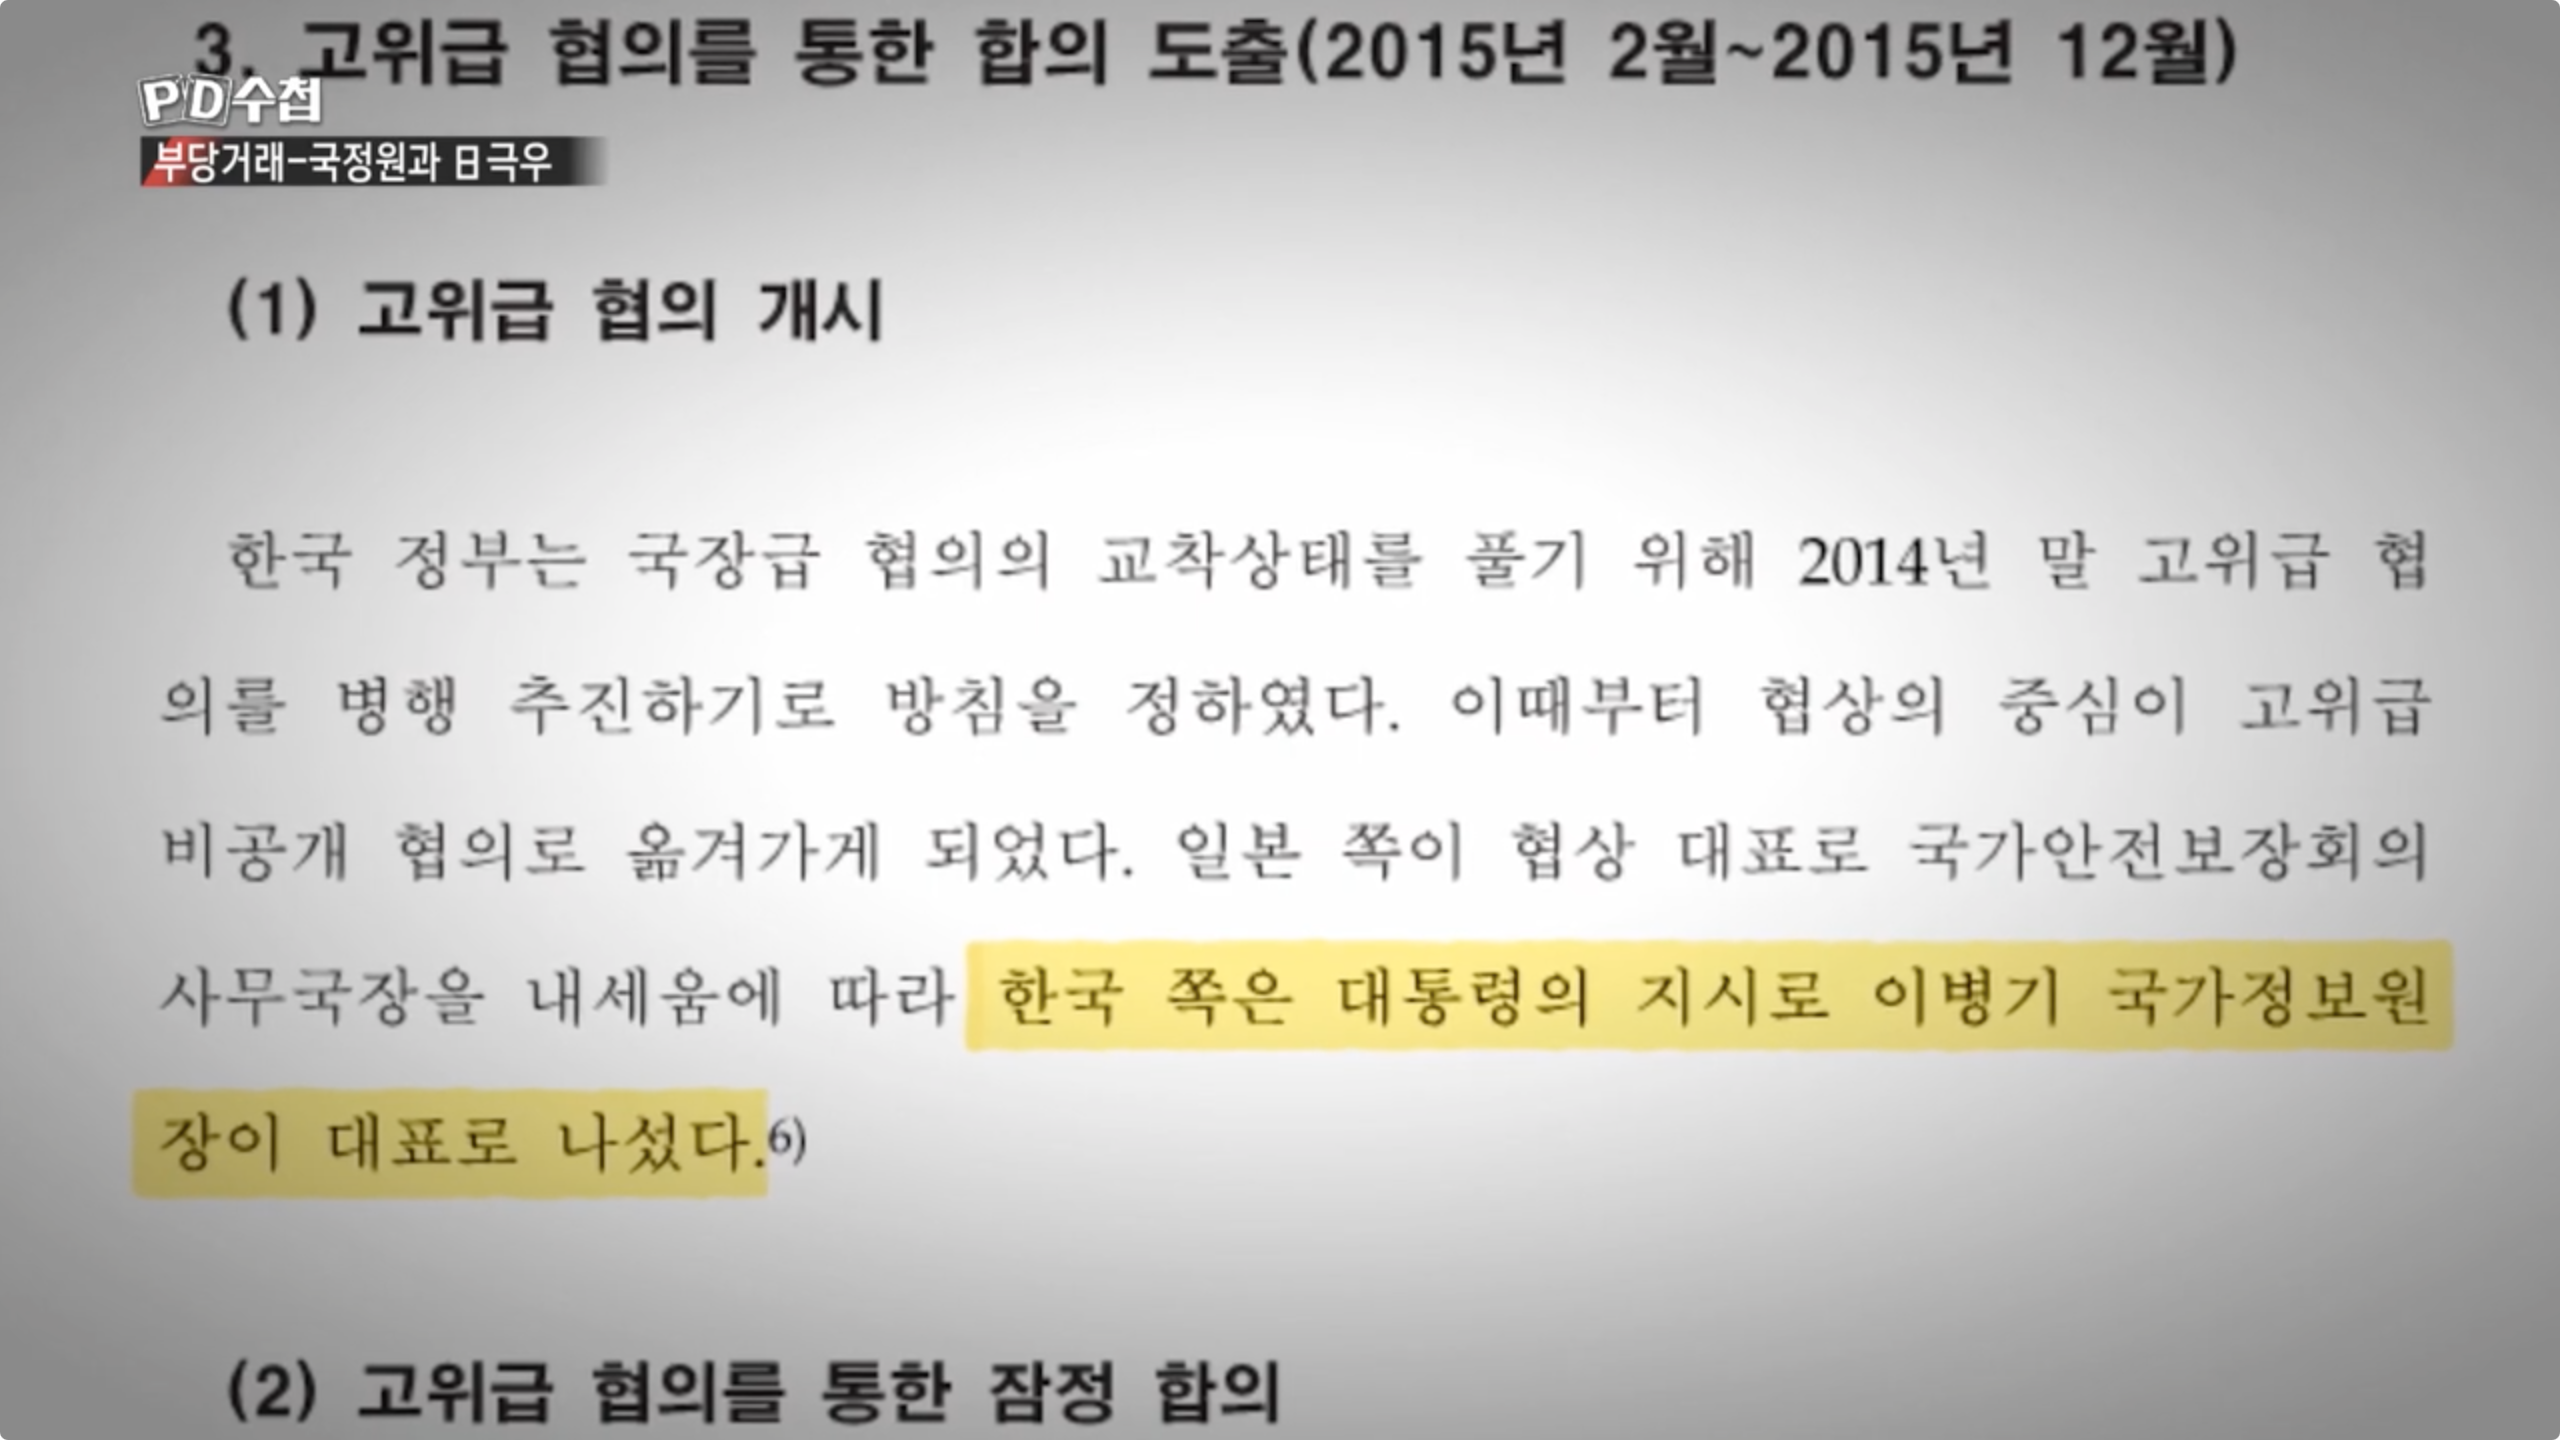 3. 고위급 협의를 통한 합의 도출(2015년 2월~2015년 12월)
PD수첩
부당거래-국정원과 日극우
(1) 고위급 협의 개시
한국 정부는 국장급 협의의 교착상태를 풀기 위해 2014년 말 고위급 협
의를 병행 추진하기로 방침을 정하였다. 이때부터 협상의 중심이 고위급
비공개 협의로 옮겨가게 되었다. 일본 쪽이 협상 대표로 국가안전보장회의
사무국장을 내세움에 따라 한국 쪽은 대통령의 지시로 이병기 국가정보원
장이 대표로 나섰다.6)
(2) 고위급 협의를 통한 잠정 합의